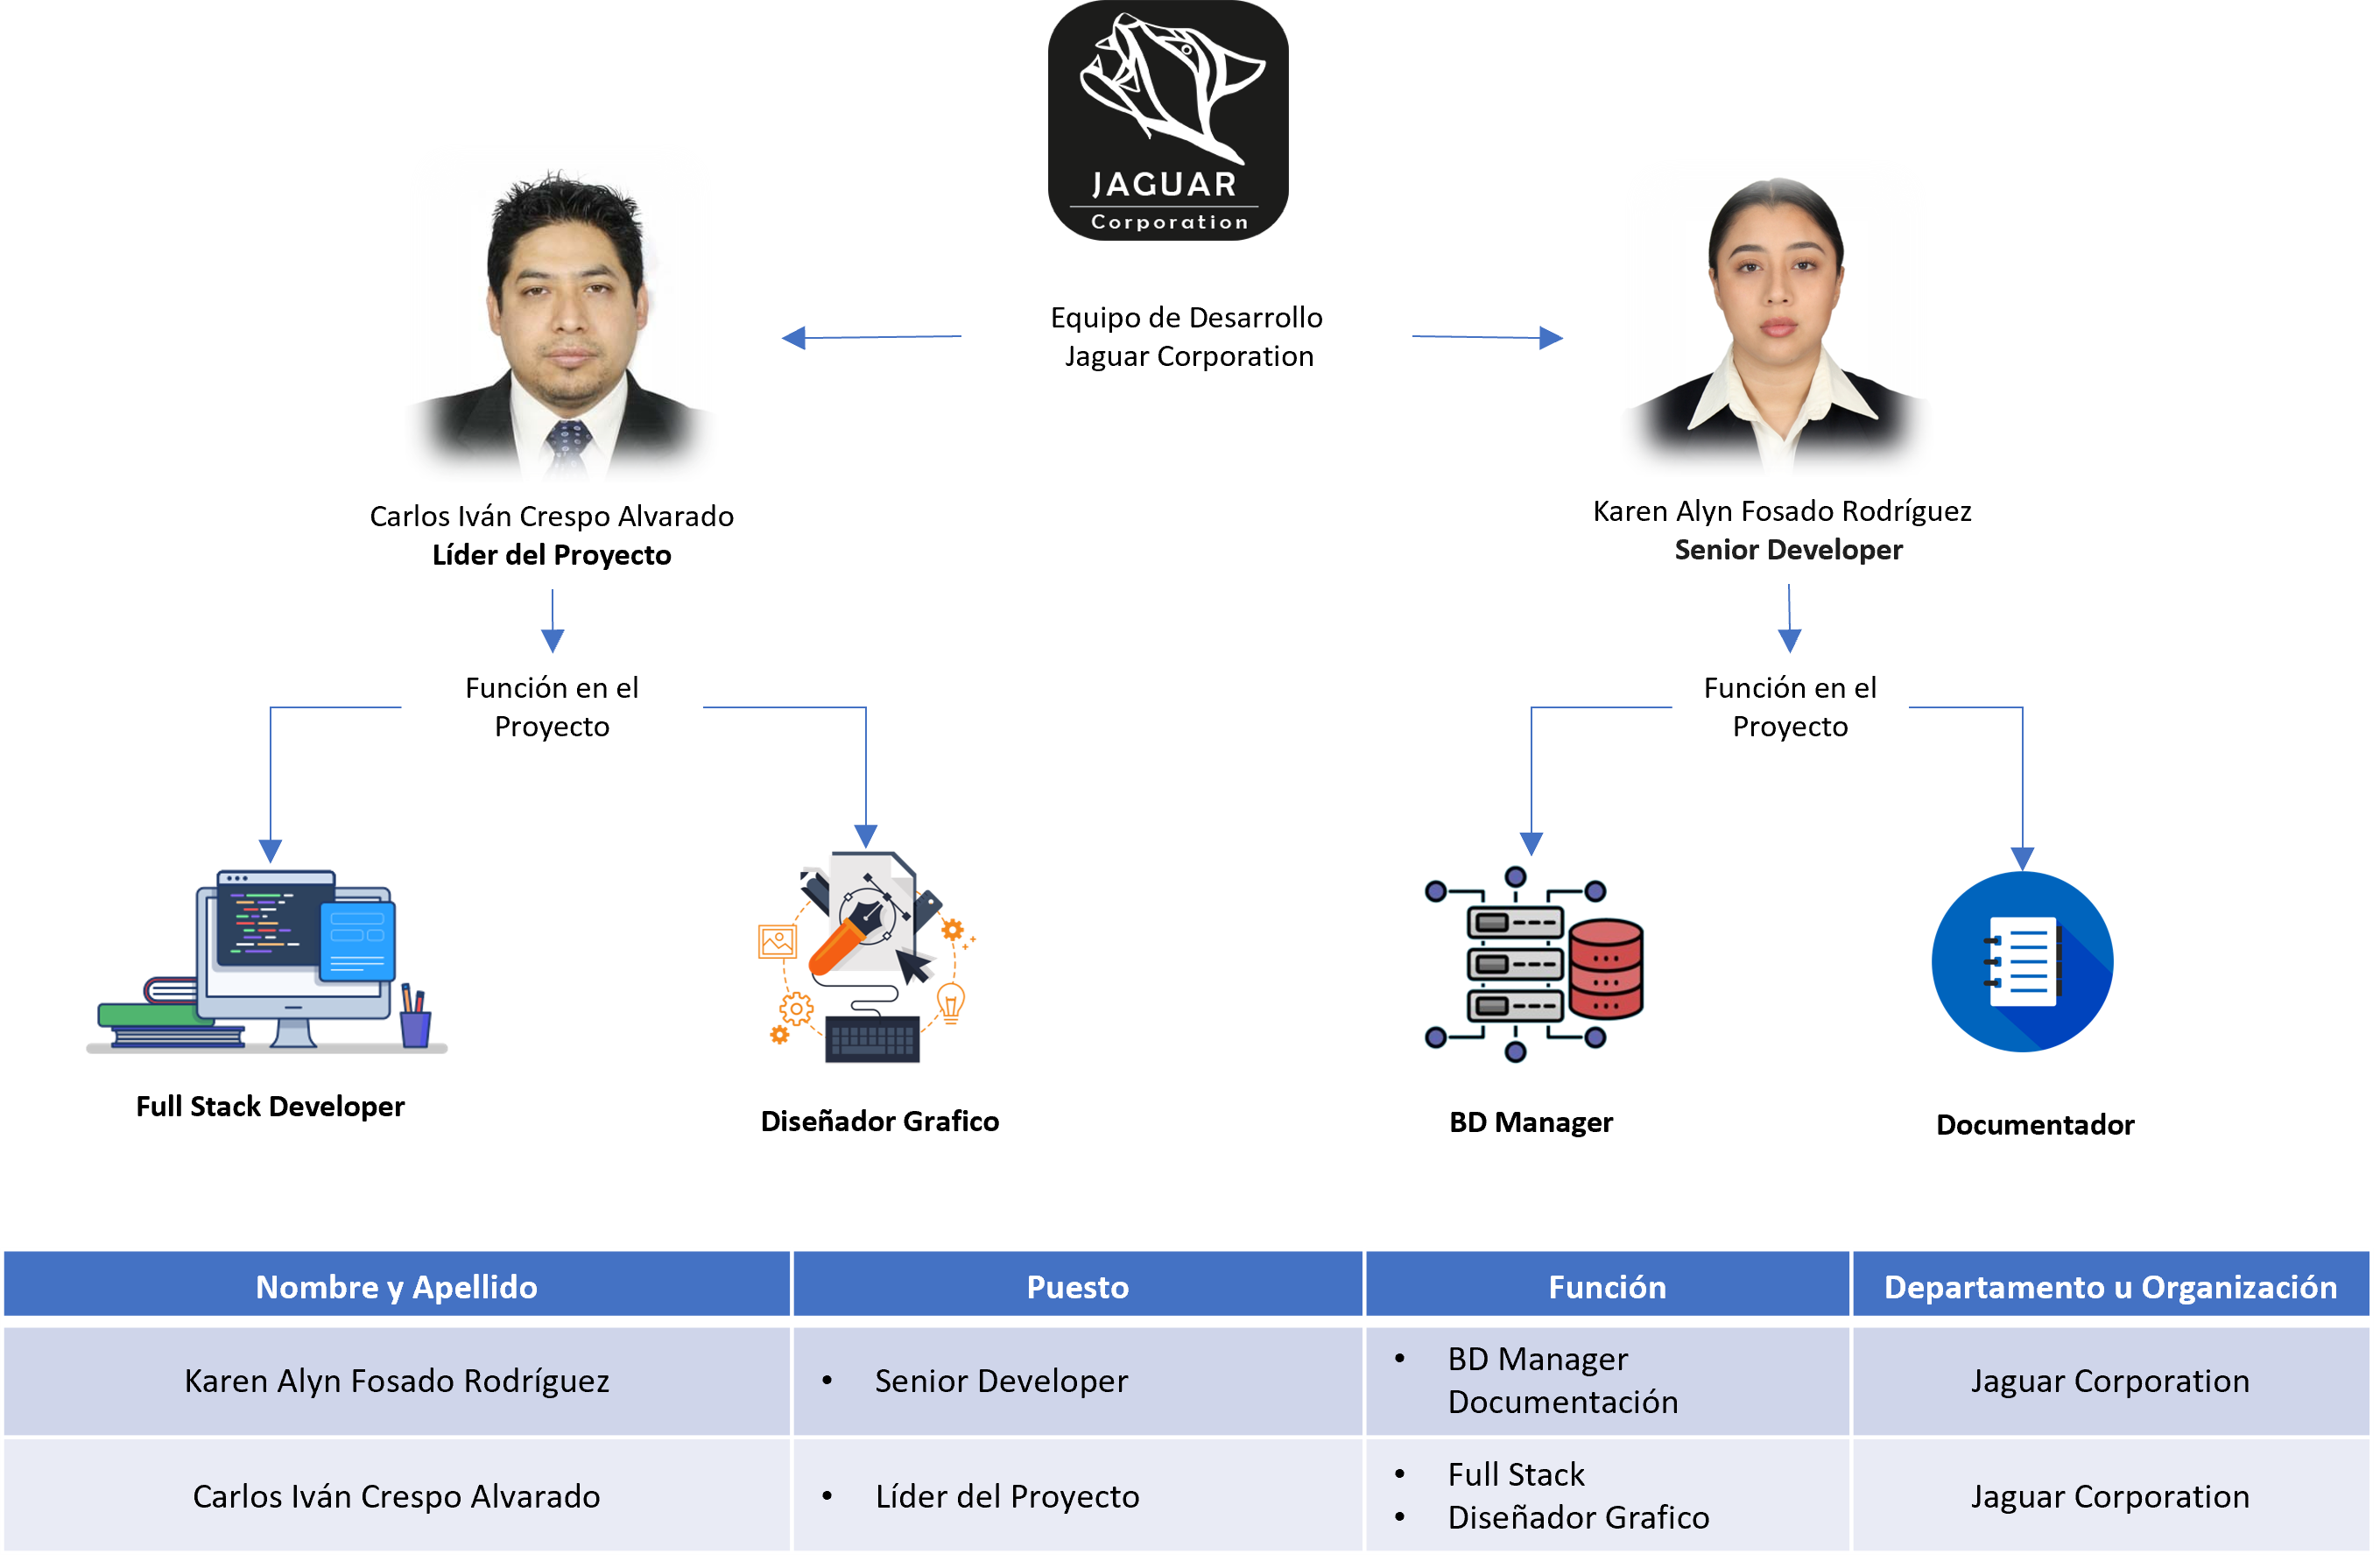 JAGUAR
Corporation
Equipo de Desarrollo
Jaguar Corporation
Carlos Iván Crespo Alvarado
Líder del Proyecto
Karen Alyn Fosado Rodríguez
Senior Developer
Función en el
Proyecto
Función en el
Proyecto
Full Stack Developer
Diseñador Grafico
BD Manager
Documentador
Nombre y Apellido
Puesto
Función
Departamento u Organización
Karen Alyn Fosado Rodríguez
• Senior Developer
• BD Manager
Documentación
Jaguar Corporation
Carlos Iván Crespo Alvarado
• Líder del Proyecto
• Full Stack
• Diseñador Grafico
Jaguar Corporation